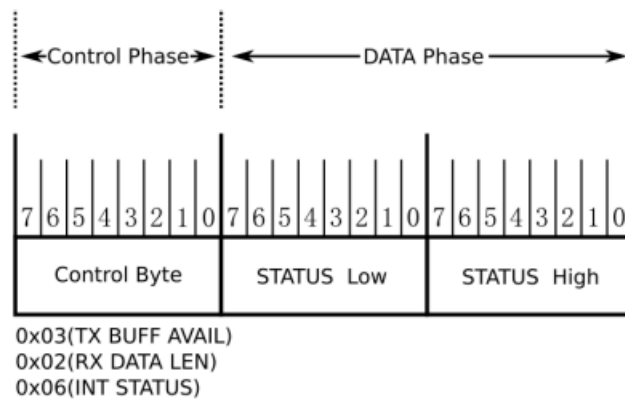 Control Phase DATA Phase
7 6 5 4 3 2 1 0 7 6 5 4 3 2 1 0 7 6 5 4 3 2 1 0
Control Byte STATUS Low STATUS High
0x03(TX BUFF AVAIL)
0x02(RX DATA LEN)
0x06(INT STATUS)